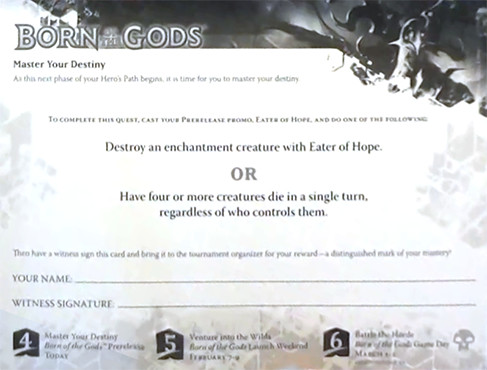 BORN OF THE GODS
Master Your Destiny
As this next phase of your Hero's Path begins, it is time for you to master your destiny.
To complete this quest, cast your Prerelease promo, Eater of Hope, and do one of the following:
Destroy an enchantment creature with Eater of Hope.
OR
Have four or more creatures die in a single turn,
regardless of who controls them.
Then have a witness sign this card and bring it to the tournament organizer for your reward—a distinguished mark of your mastery!
YOUR NAME:
WITNESS SIGNATURE:
4 Master Your Destiny
Born of the Gods™ Prerelease
Today
5 Venture into the Wilds
Born of the Gods Launch Weekend
February 7-9
6 Battle the Horde
Born of the Gods Game Day
March